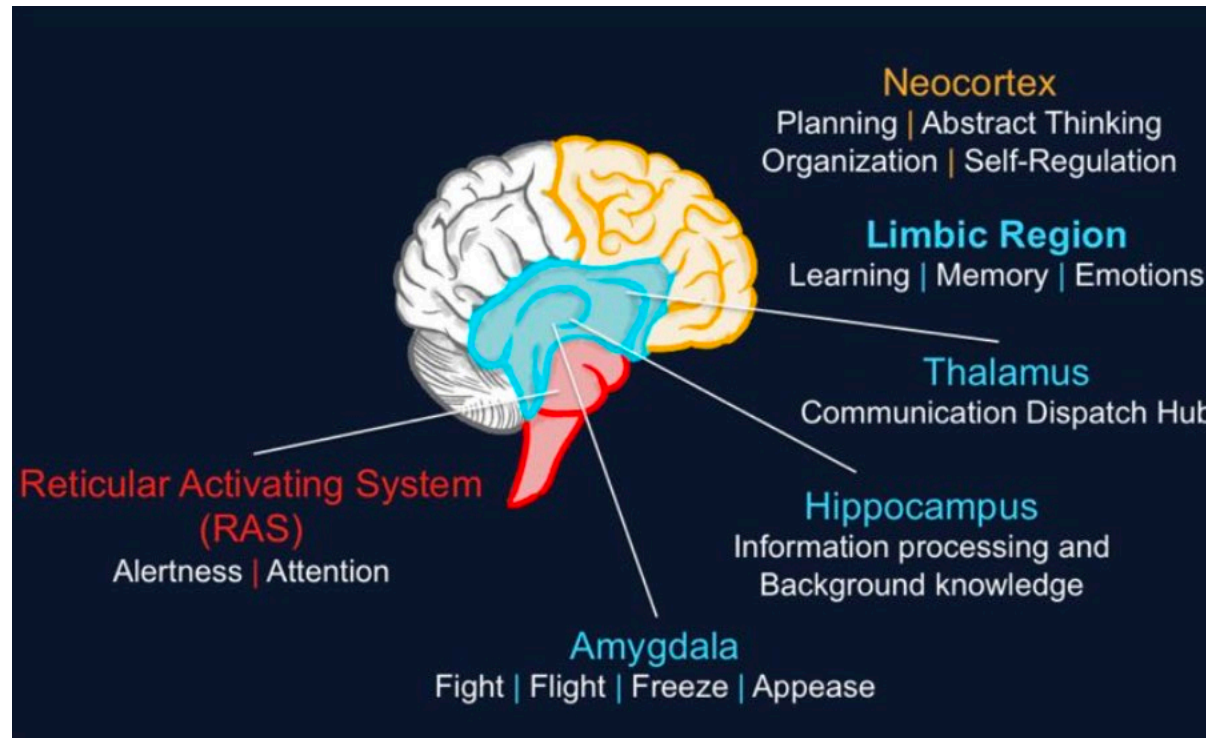 Neocortex
Planning | Abstract Thinking
Organization | Self-Regulation
Limbic Region
Learning | Memory | Emotions
Thalamus
Communication Dispatch Hub
Reticular Activating System
(RAS)
Alertness | Attention
Hippocampus
Information processing and
Background knowledge
Amygdala
Fight | Flight | Freeze | Appease